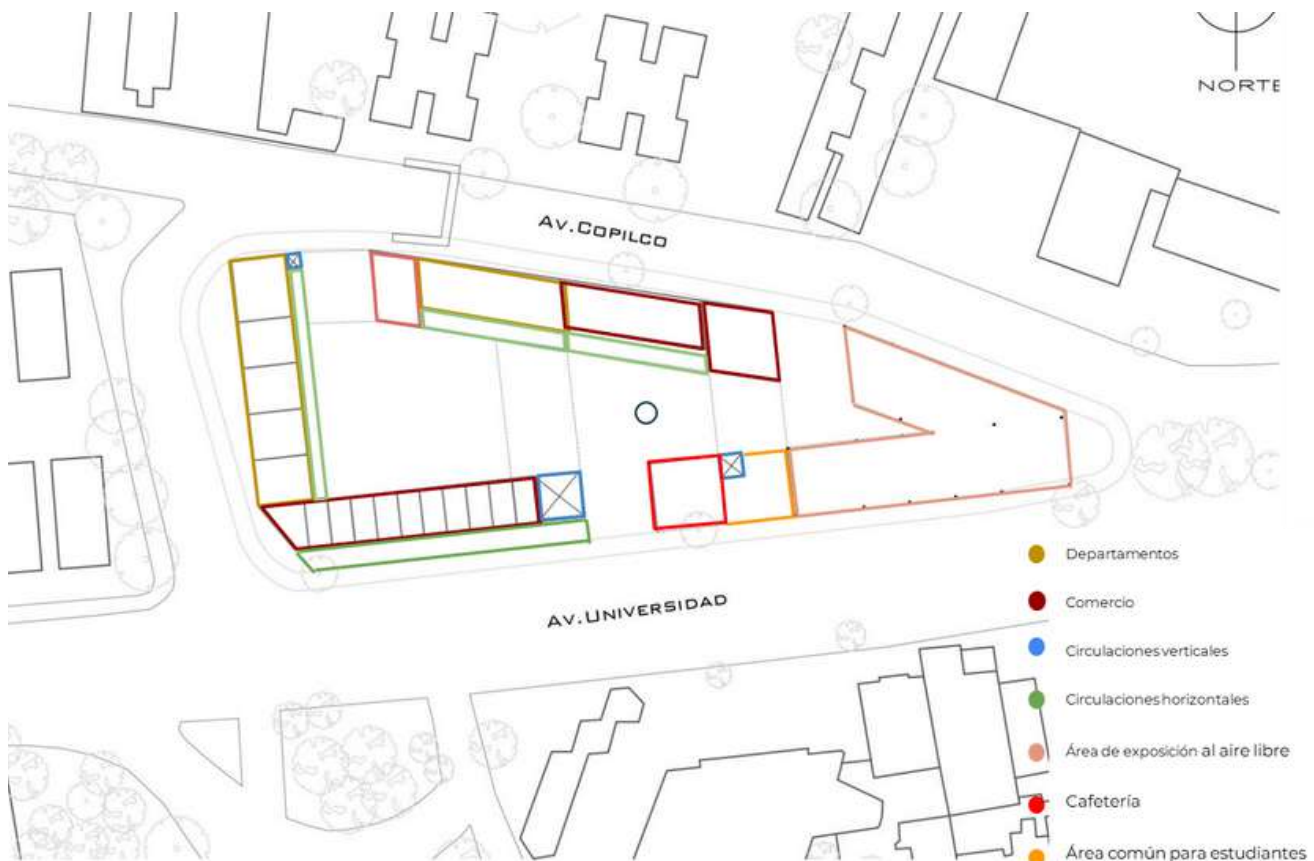 NORTE
AV.COPILCO
AV.UNIVERSIDAD
Departamentos
Comercio
Circulaciones verticales
Circulaciones horizontales
Área de exposición al aire libre
Cafetería
Área común para estudiantes